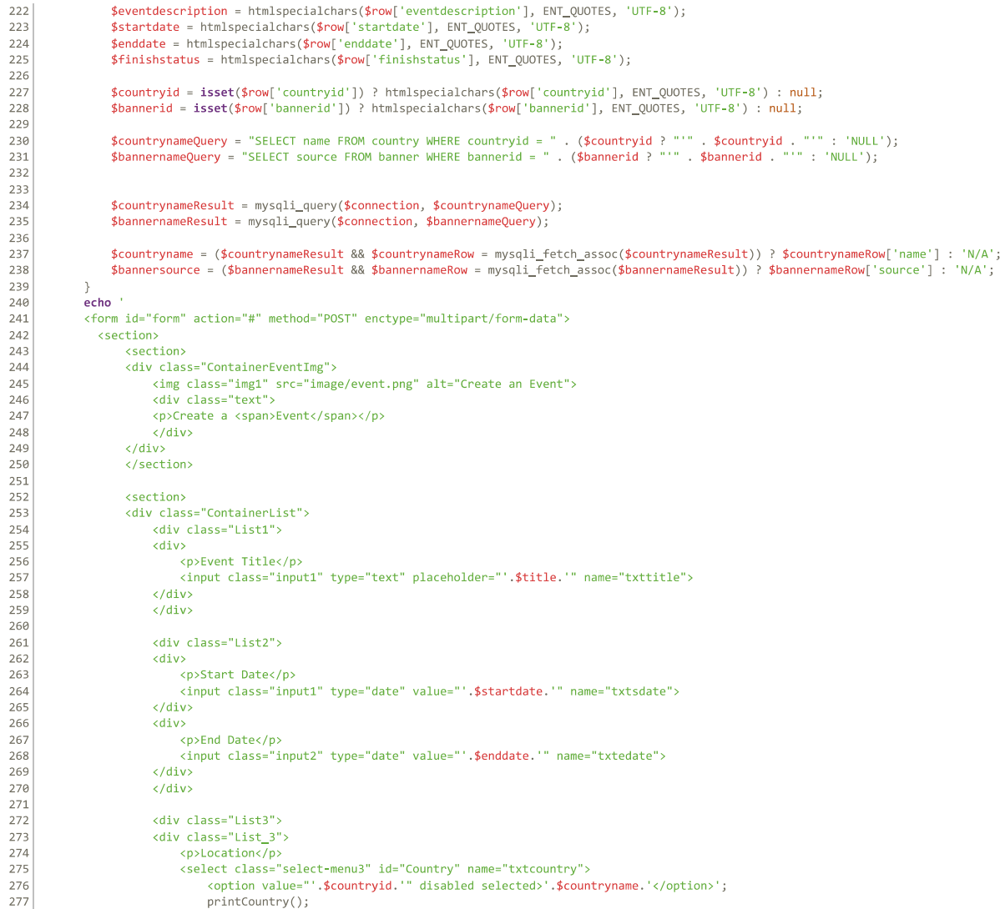 222 $eventdescription = htmlspecialchars($row['eventdescription'], ENT_QUOTES, 'UTF-8');
223 $startdate = htmlspecialchars($row['startdate'], ENT_QUOTES, 'UTF-8');
224 $enddate = htmlspecialchars($row['enddate'], ENT_QUOTES, 'UTF-8');
225 $finishstatus = htmlspecialchars($row['finishstatus'], ENT_QUOTES, 'UTF-8');
226
227 $countryid = isset($row['countryid']) ? htmlspecialchars($row['countryid'], ENT_QUOTES, 'UTF-8') : null;
228 $bannerid = isset($row['bannerid']) ? htmlspecialchars($row['bannerid'], ENT_QUOTES, 'UTF-8') : null;
229
230 $countrynameQuery = "SELECT name FROM country WHERE countryid = " . ($countryid ? "'" . $countryid . "'" : 'NULL');
231 $bannernameQuery = "SELECT source FROM banner WHERE bannerid = " . ($bannerid ? "'" . $bannerid . "'" : 'NULL');
232
233
234 $countrynameResult = mysqli_query($connection, $countrynameQuery);
235 $bannernameResult = mysqli_query($connection, $bannernameQuery);
236
237 $countryname = ($countrynameResult && $countrynameRow = mysqli_fetch_assoc($countrynameResult)) ? $countrynameRow['name'] : 'N/A';
238 $bannersource = ($bannernameResult && $bannernameRow = mysqli_fetch_assoc($bannernameResult)) ? $bannernameRow['source'] : 'N/A';
239 }
240 echo '
241 <form id="form" action="#" method="POST" enctype="multipart/form-data">
242 <section>
243 <section>
244 <div class="ContainerEventImg">
245 <img class="img1" src="image/event.png" alt="Create an Event">
246 <div class="text">
247 <p>Create a <span>Event</span></p>
248 </div>
249 </div>
250 </section>
251
252 <section>
253 <div class="ContainerList">
254 <div class="List1">
255 <div>
256 <p>Event Title</p>
257 <input class="input1" type="text" placeholder="'.$title.'" name="txttitle">
258 </div>
259 </div>
260
261 <div class="List2">
262 <div>
263 <p>Start Date</p>
264 <input class="input1" type="date" value="'.$startdate.'" name="txtsdate">
265 </div>
266 <div>
267 <p>End Date</p>
268 <input class="input2" type="date" value="'.$enddate.'" name="txtedate">
269 </div>
270 </div>
271
272 <div class="List3">
273 <div class="List_3">
274 <p>Location</p>
275 <select class="select-menu3" id="Country" name="txtcountry">
276 <option value="'.$countryid.'" disabled selected>'.$countryname.'</option>';
277 printCountry();